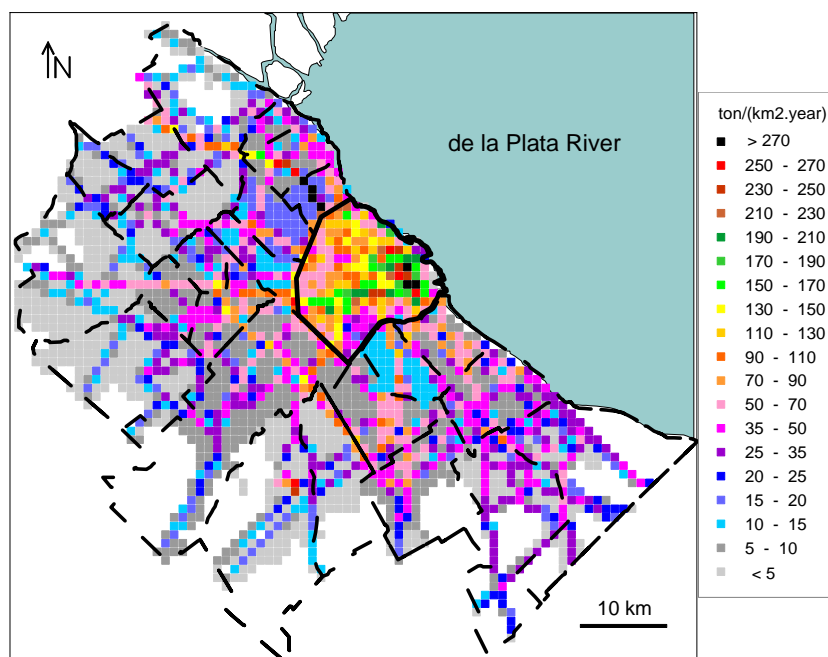 N
de la Plata River
10 km
ton/(km2.year)
> 270
250 - 270
230 - 250
210 - 230
190 - 210
170 - 190
150 - 170
130 - 150
110 - 130
90 - 110
70 - 90
50 - 70
35 - 50
25 - 35
20 - 25
15 - 20
10 - 15
5 - 10
< 5